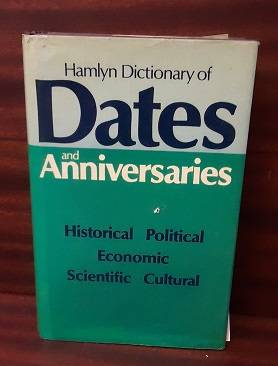 Hamlyn Dictionary of
Dates
and
Anniversaries
Historical Political
Economic
Scientific Cultural